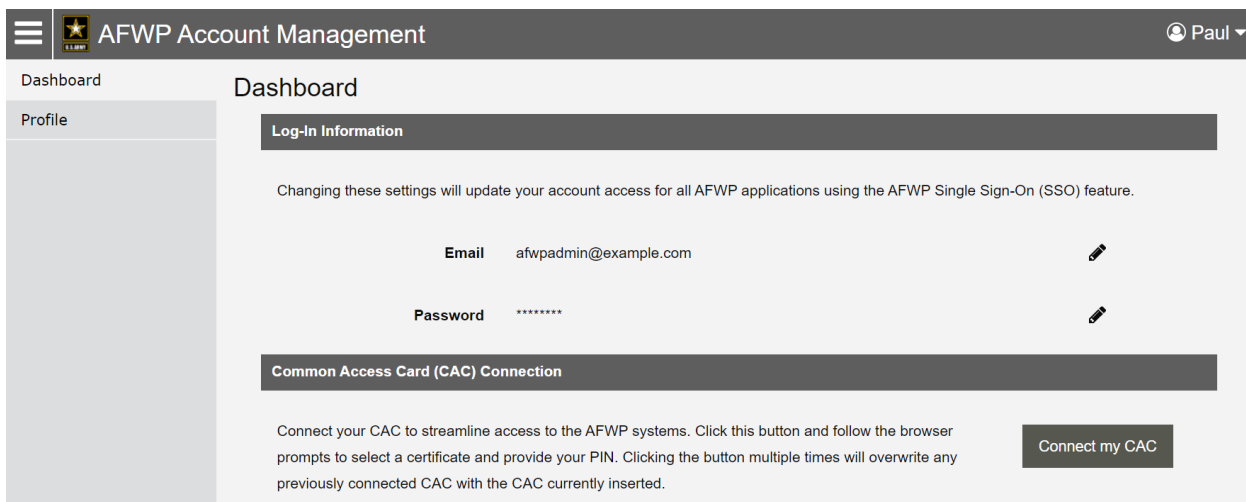 U.S.ARMY
AFWP Account Management
Paul
Dashboard
Profile
Dashboard
Log-In Information
Changing these settings will update your account access for all AFWP applications using the AFWP Single Sign-On (SSO) feature.
Email afwpadmin@example.com
Password ********
Common Access Card (CAC) Connection
Connect your CAC to streamline access to the AFWP systems. Click this button and follow the browser
prompts to select a certificate and provide your PIN. Clicking the button multiple times will overwrite any
previously connected CAC with the CAC currently inserted.
Connect my CAC